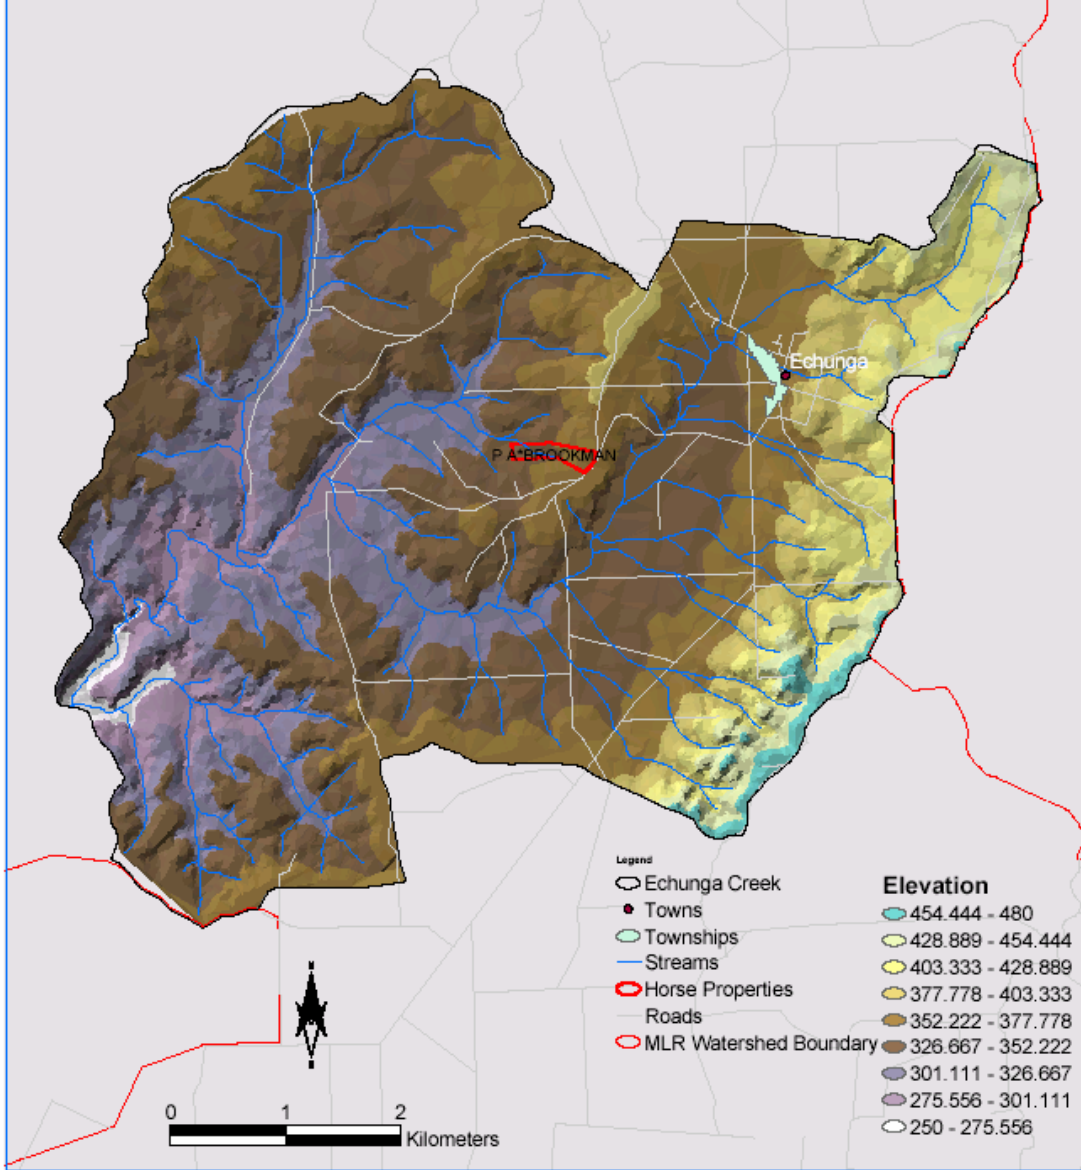 Echunga
P A*BROOKMAN
Legend
Echunga Creek
Towns
Townships
Streams
Horse Properties
Roads
MLR Watershed Boundary
Elevation
454.444 - 480
428.889 - 454.444
403.333 - 428.889
377.778 - 403.333
352.222 - 377.778
326.667 - 352.222
301.111 - 326.667
275.556 - 301.111
250 - 275.556
0 1 2
Kilometers